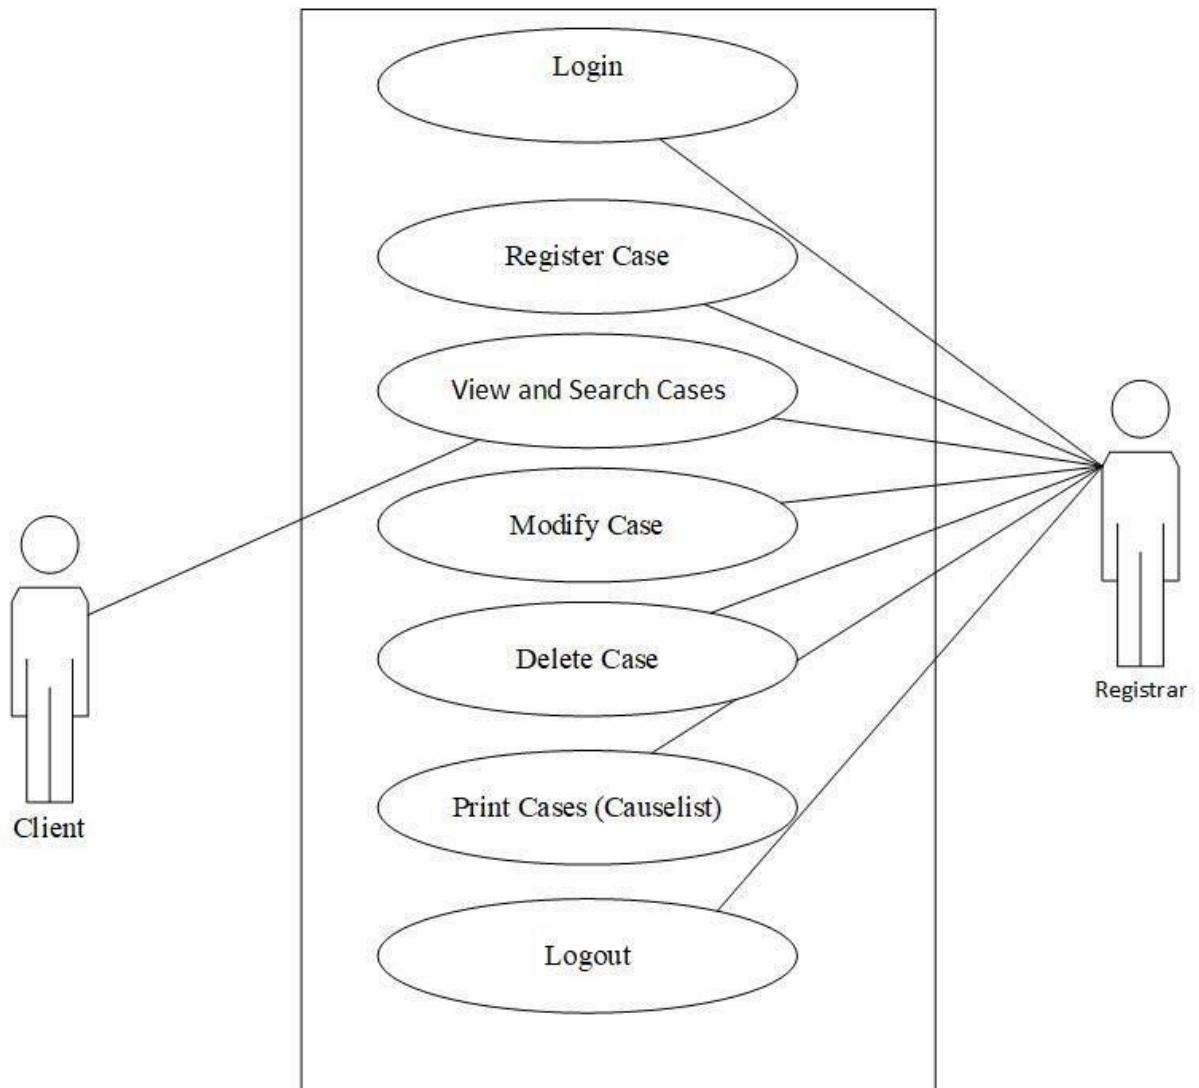 Login
Register Case
View and Search Cases
Modify Case
Delete Case
Registrar
Print Cases (Causelist)
Client
Logout